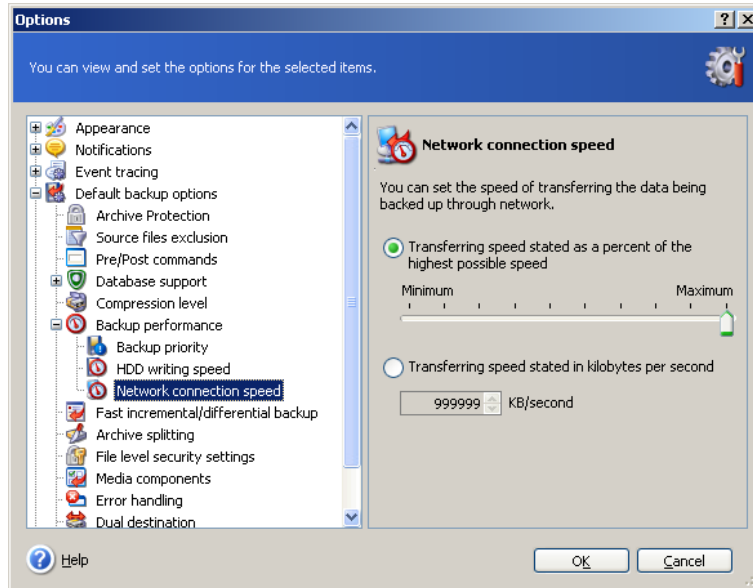 Options
You can view and set the options for the selected items.
Appearance
Notifications
Event tracing
Default backup options
Archive Protection
Source files exclusion
Pre/Post commands
Database support
Compression level
Backup performance
Backup priority
HDD writing speed
Network connection speed
Fast incremental/differential backup
Archive splitting
File level security settings
Media components
Error handling
Dual destination
Network connection speed
You can set the speed of transferring the data being
backed up through network.
Transferring speed stated as a percent of the
highest possible speed
Minimum Maximum
Transferring speed stated in kilobytes per second
999999 KB/second
Help
OK Cancel